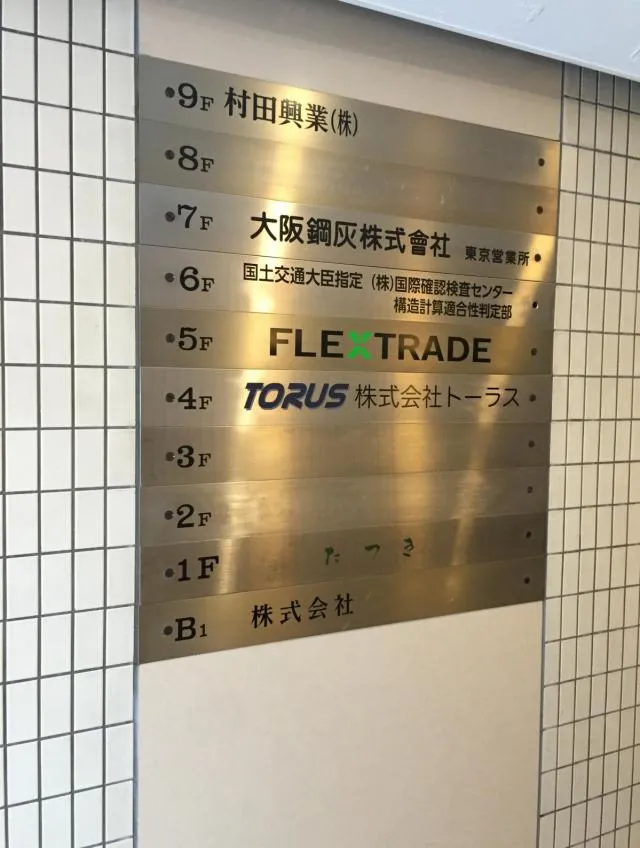 9F 村田興業(株)
8F
7F 大阪鋼灰株式會社 東京営業所
6F 国土交通大臣指定 (株)国際確認検査センター
構造計算適合性判定部
5F FLEXTRADE
4F TORUS 株式会社トーラス
3F
2F
1F たつき
B1 株式会社